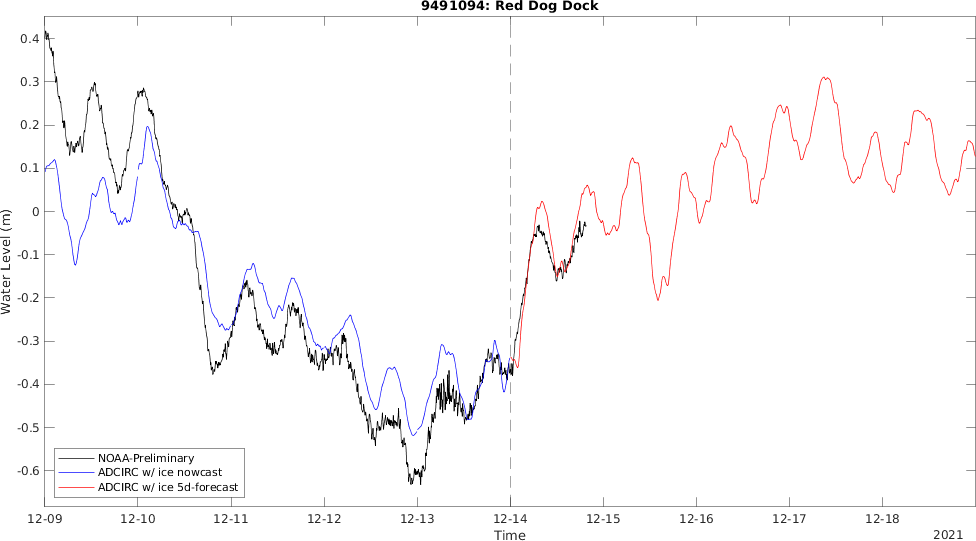 9491094: Red Dog Dock
0.4
0.3
0.2
0.1
0
-0.1
-0.2
-0.3
-0.4
-0.5
-0.6
Water Level (m)
NOAA-Preliminary
ADCIRC w/ ice nowcast
ADCIRC w/ ice 5d-forecast
12-09 12-10 12-11 12-12 12-13 12-14 12-15 12-16 12-17 12-18
Time
2021